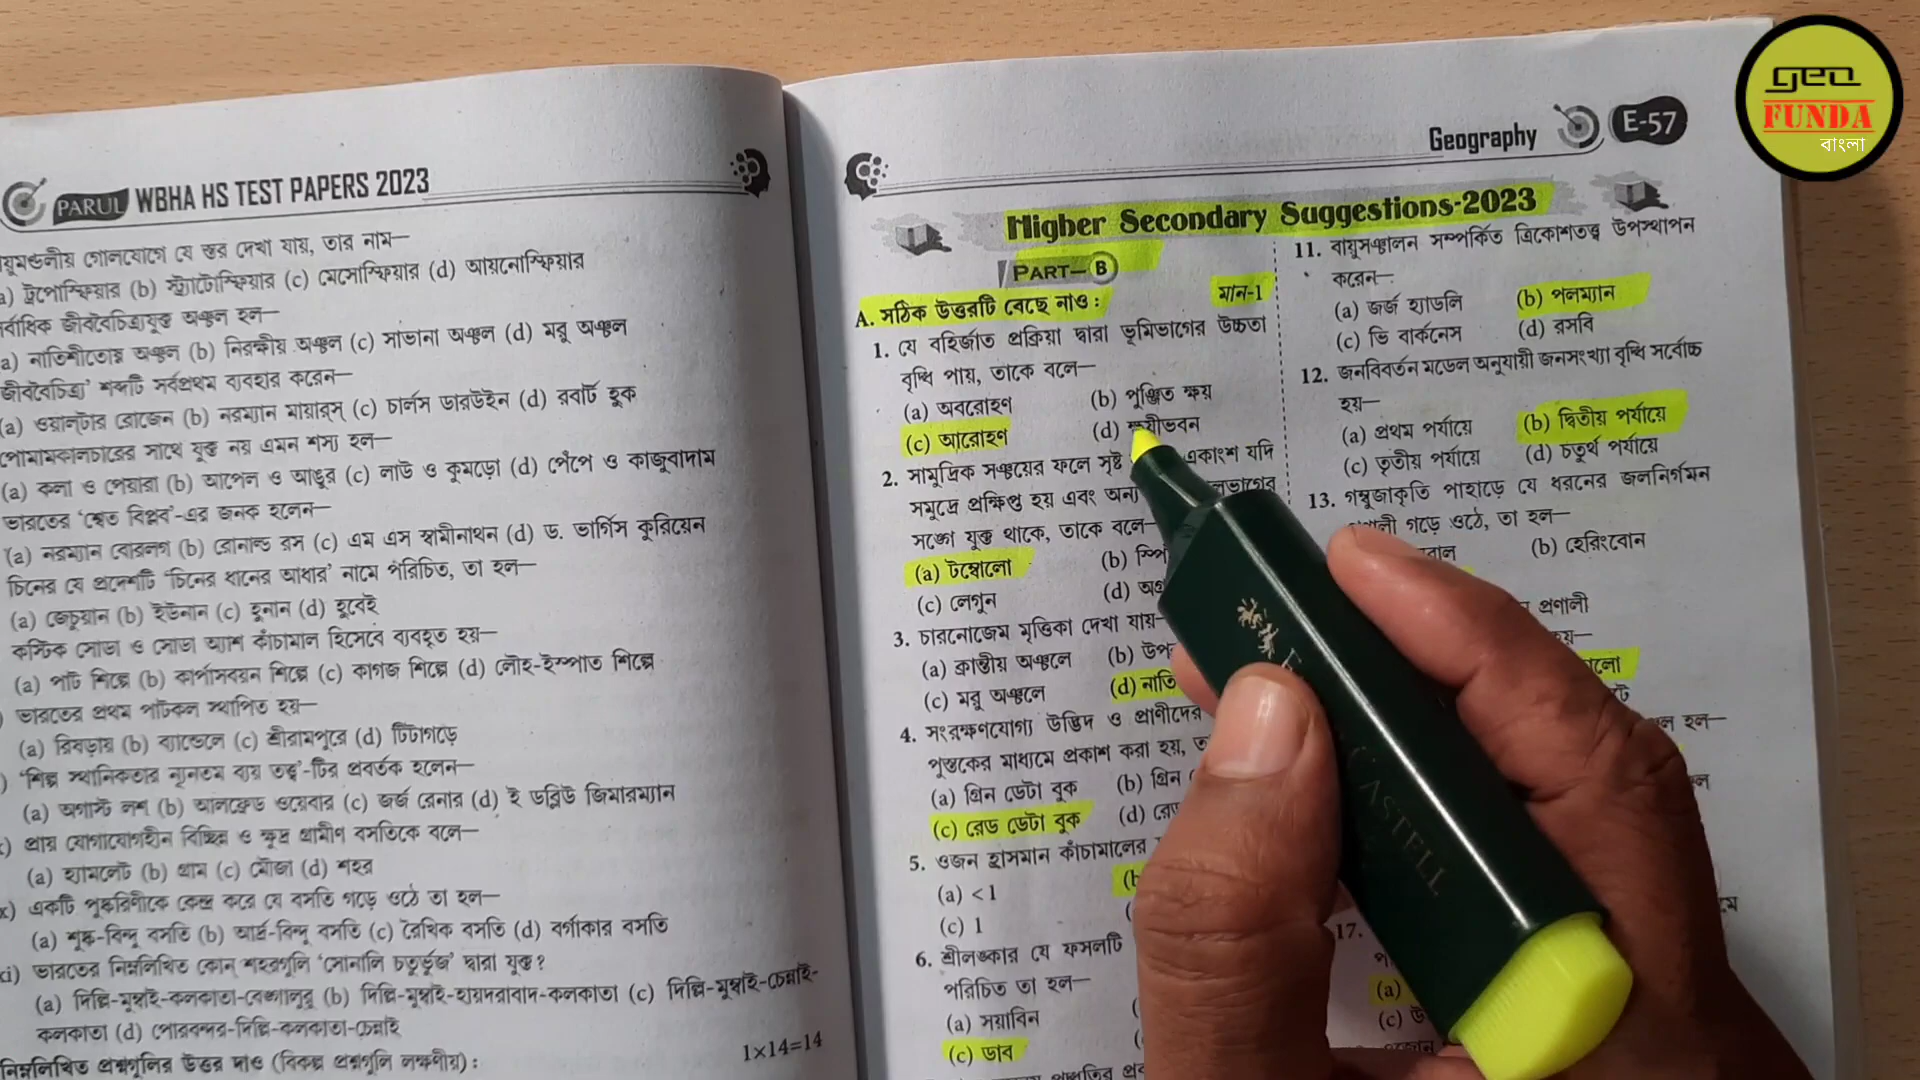 PARUL WBHA HS TEST PAPERS 2023
য়ুমণ্ডলীয় গোলযোগে যে স্তর দেখা যায়, তার নাম—
a) ট্রপোস্ফিয়ার (b) স্ট্র্যাটোস্ফিয়ার (c) মেসোস্ফিয়ার (d) আয়নোস্ফিয়ার
র্বাধিক জীববৈচিত্র্যযুক্ত অঞ্চল হল—
a) নাতিশীতোষ্ণ অঞ্চল (b) নিরক্ষীয় অঞ্চল (c) সাভানা অঞ্চল (d) মরু অঞ্চল
জীববৈচিত্র্য' শব্দটি সর্বপ্রথম ব্যবহার করেন—
(a) ওয়াল্টার রোজেন (b) নরম্যান মায়ারস্ (c) চার্লস ডারউইন (d) রবার্ট হুক
পোমামকালচারের সাথে যুক্ত নয় এমন শস্য হল—
(a) কলা ও পেয়ারা (b) আপেল ও আঙুর (c) লাউ ও কুমড়ো (d) পেঁপে ও কাজুবাদাম
ভারতের 'শ্বেত বিপ্লব'-এর জনক হলেন—
(a) নরম্যান বোরলগ (b) রোনাল্ড রস (c) এম এস স্বামীনাথন (d) ড. ভার্গিস কুরিয়েন
চিনের যে প্রদেশটি 'চিনের ধানের আধার' নামে পরিচিত, তা হল—
(a) জেচুয়ান (b) ইউনান (c) হুনান (d) হুবেই
কস্টিক সোডা ও সোডা অ্যাশ কাঁচামাল হিসেবে ব্যবহৃত হয়—
(a) পাট শিল্পে (b) কার্পাসবয়ন শিল্পে (c) কাগজ শিল্পে (d) লৌহ-ইস্পাত শিল্পে
) ভারতের প্রথম পাটকল স্থাপিত হয়—
(a) রিষড়ায় (b) ব্যান্ডেলে (c) শ্রীরামপুরে (d) টিটাগড়ে
) 'শিল্প স্থানিকতার ন্যূনতম ব্যয় তত্ত্ব'-টির প্রবর্তক হলেন—
(a) অগাস্ট লশ (b) আলফ্রেড ওয়েবার (c) জর্জ রেনার (d) ই ডব্লিউ জিমারম্যান
) প্রায় যোগাযোগহীন বিচ্ছিন্ন ও ক্ষুদ্র গ্রামীণ বসতিকে বলে—
(a) হ্যামলেট (b) গ্রাম (c) মৌজা (d) শহর
x) একটি পুষ্করিণীকে কেন্দ্র করে যে বসতি গড়ে ওঠে তা হল—
(a) শুষ্ক-বিন্দু বসতি (b) আর্দ্র-বিন্দু বসতি (c) রৈখিক বসতি (d) বর্গাকার বসতি
xi) ভারতের নিম্নলিখিত কোন্ শহরগুলি 'সোনালি চতুর্ভুজ' দ্বারা যুক্ত?
(a) দিল্লি-মুম্বাই-কলকাতা-বেঙ্গালুরু (b) দিল্লি-মুম্বাই-হায়দরাবাদ-কলকাতা (c) দিল্লি-মুম্বাই-চেন্নাই-
কলকাতা (d) পোরবন্দর-দিল্লি-কলকাতা-চেন্নাই
নিম্নলিখিত প্রশ্নগুলির উত্তর দাও (বিকল্প প্রশ্নগুলি লক্ষণীয়) :
1×14=14
Geography E-57
Higher Secondary Suggestions-2023
PART—B
A. সঠিক উত্তরটি বেছে নাও : মান-1
1. যে বহির্জাত প্রক্রিয়া দ্বারা ভূমিভাগের উচ্চতা
বৃদ্ধি পায়, তাকে বলে—
(a) অবরোহণ (b) পুঞ্জিত ক্ষয়
(c) আরোহণ (d) ক্ষয়ীভবন
2. সামুদ্রিক সঞ্চয়ের ফলে সৃষ্ট একাংশ যদি
সমুদ্রে প্রক্ষিপ্ত হয় এবং অন্য লভাগের
সঙ্গে যুক্ত থাকে, তাকে বলে—
(a) টম্বোলো (b) স্পি
(c) লেগুন (d) অগ্র
3. চারনোজেম মৃত্তিকা দেখা যায়—
(a) ক্রান্তীয় অঞ্চলে (b) উপ
(c) মরু অঞ্চলে (d) নাতি
4. সংরক্ষণযোগ্য উদ্ভিদ ও প্রাণীদের
পুস্তকের মাধ্যমে প্রকাশ করা হয়, ত
(a) গ্রিন ডেটা বুক (b) গ্রিন
(c) রেড ডেটা বুক (d) রে
5. ওজন হ্রাসমান কাঁচামালের
(a) <1 (b
(c) 1 (
6. শ্রীলঙ্কার যে ফসলটি
পরিচিত তা হল—
(a) সয়াবিন
(c) ডাব
11. বায়ুসঞ্চালন সম্পর্কিত ত্রিকোশতত্ত্ব উপস্থাপন
করেন—
(a) জর্জ হ্যাডলি (b) পলম্যান
(c) ভি বার্কনেস (d) রসবি
12. জনবিবর্তন মডেল অনুযায়ী জনসংখ্যা বৃদ্ধি সর্বোচ্চ
হয়—
(a) প্রথম পর্যায়ে (b) দ্বিতীয় পর্যায়ে
(c) তৃতীয় পর্যায়ে (d) চতুর্থ পর্যায়ে
13. গম্বুজাকৃতি পাহাড়ে যে ধরনের জলনির্গমন
ণালী গড়ে ওঠে, তা হল—
(b) হেরিংবোন
প্রণালী
ল হল—
17.
(a)
(c) উ
geo
FUNDA
বাংলা
CASTELL